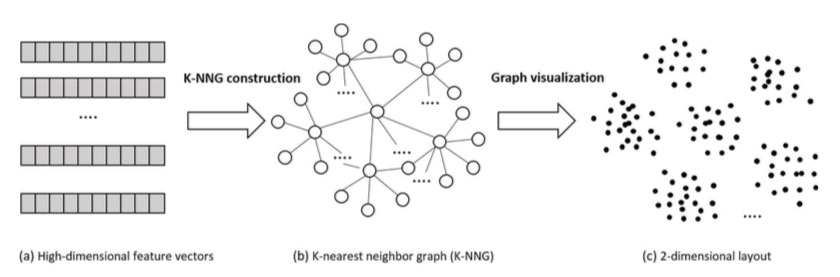 K-NNG construction
Graph visualization
(a) High-dimensional feature vectors
(b) K-nearest neighbor graph (K-NNG)
(c) 2-dimensional layout